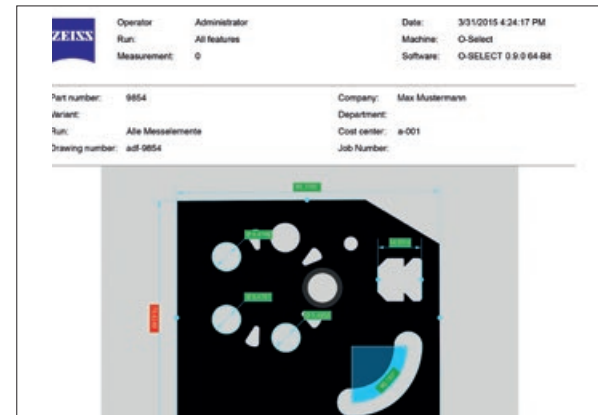 ZEISS
Operator Administrator Date: 3/31/2015 4:24:17 PM
Run: All features Machine: O-Select
Measurement: 0 Software: O-SELECT 0.9.0 64-Bit
Part number: 9854 Company: Max Mustermann
Variant: Department:
Run: Alle Messelemente Cost center: a-001
Drawing number: adf-9854 Job Number: